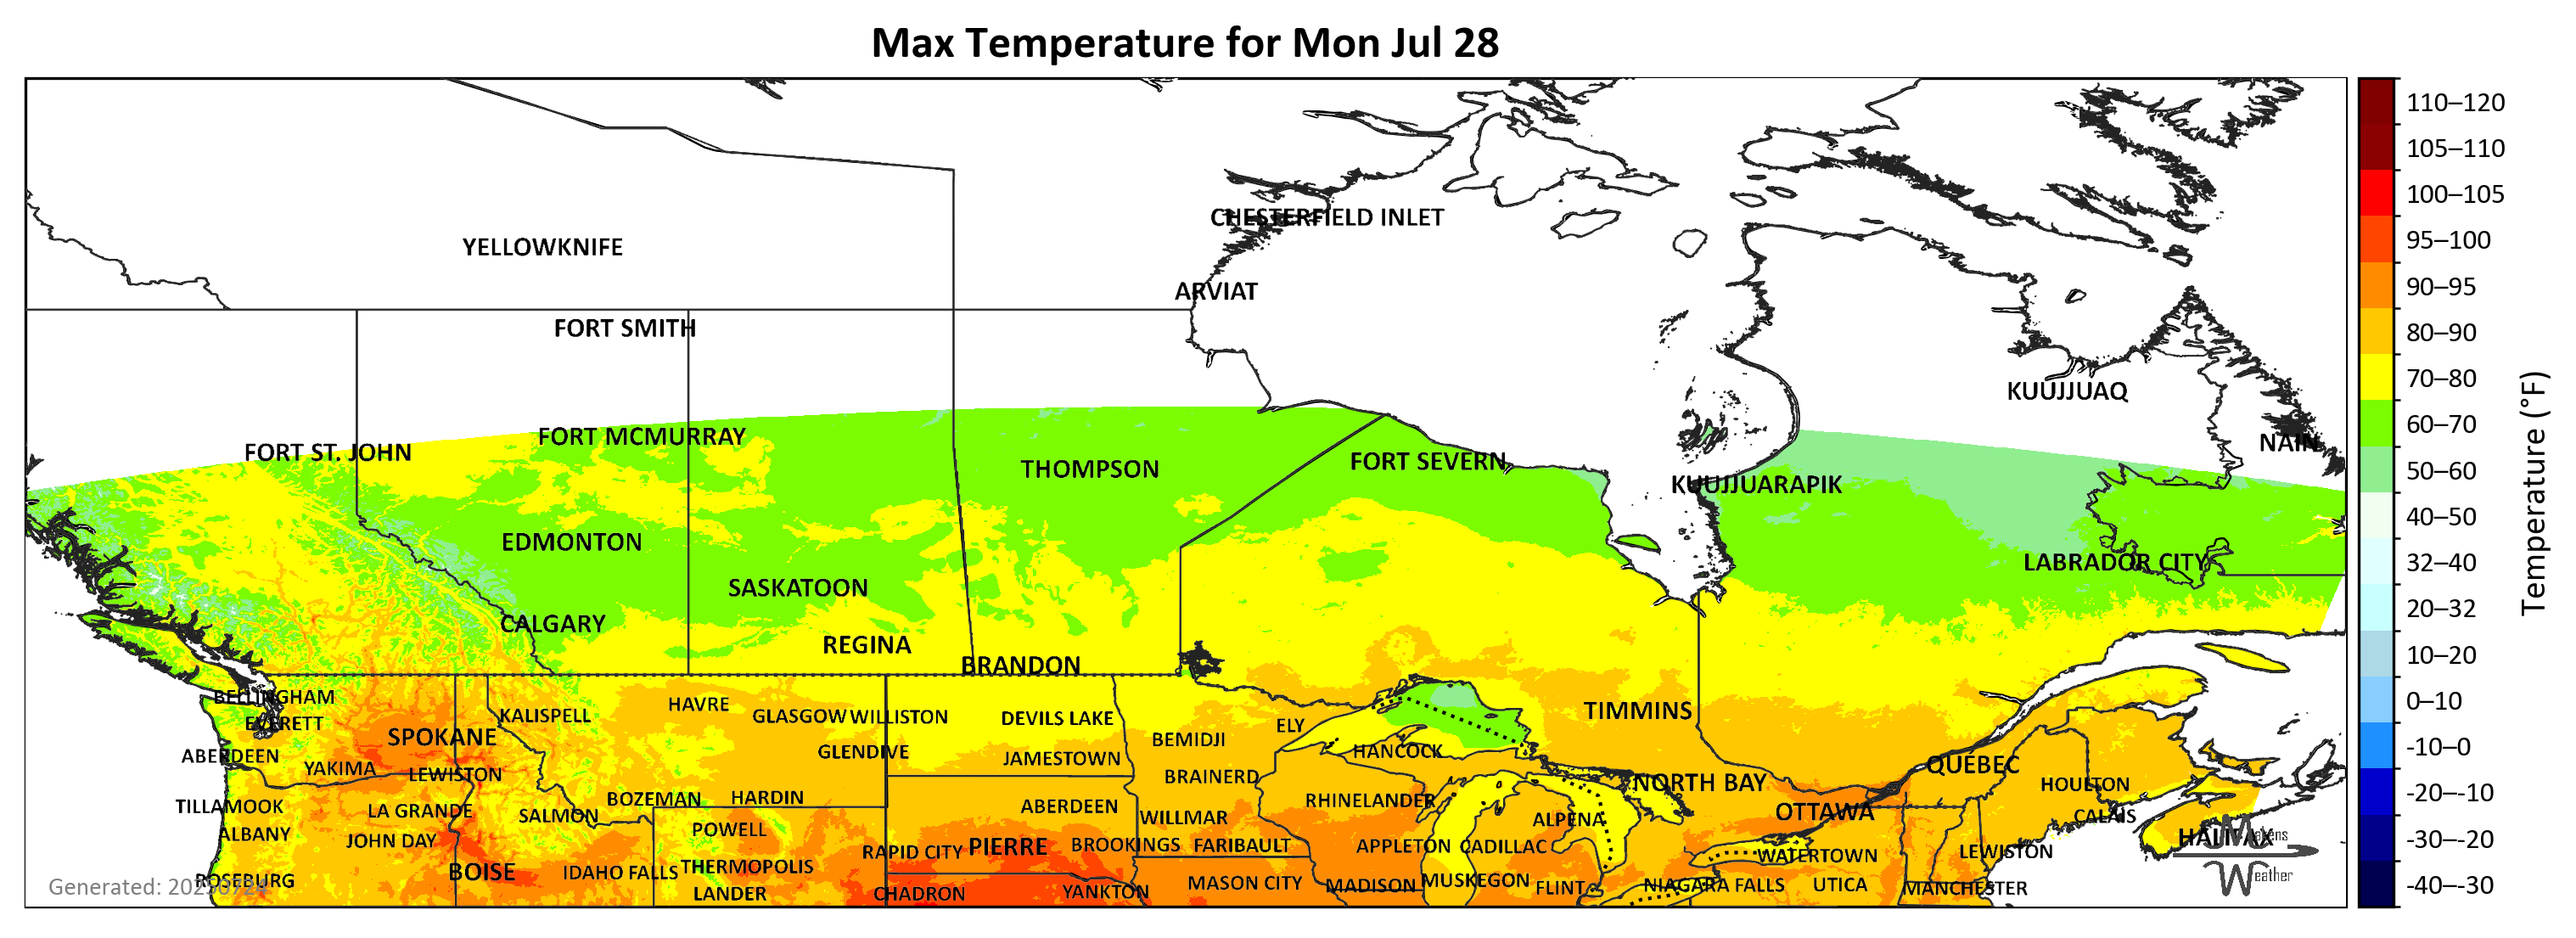 Max Temperature for Mon Jul 28
110–120
105–110
CHESTERFIELD INLET
100–105
YELLOWKNIFE
95–100
ARVIAT
90–95
FORT SMITH
80–90
KUUJJUAQ
70–80
FORT MCMURRAY
60–70
FORT ST. JOHN
NAIN
THOMPSON
FORT SEVERN
50–60
KUUJJUARAPIK
40–50
EDMONTON
LABRADOR CITY
32–40
SASKATOON
20–32
CALGARY
REGINA
BRANDON
10–20
Temperature (°F)
BELLINGHAM
HAVRE
0–10
KALISPELL
GLASGOW WILLISTON
DEVILS LAKE
TIMMINS
EVERETT
ELY
SPOKANE
BEMIDJI
-10–0
ABERDEEN
GLENDIVE
JAMESTOWN
HANCOCK
QUÉBEC
YAKIMA
LEWISTON
BRAINERD
NORTH BAY
HOULTON
-20–-10
TILLAMOOK
BOZEMAN
HARDIN
ABERDEEN
RHINELANDER
LA GRANDE
SALMON
WILLMAR
ALPENA
OTTAWA
CALAIS
ALBANY
POWELL
-30–-20
HALIFAX
Makens
Weather
JOHN DAY
RAPID CITY
PIERRE
BROOKINGS
FARIBAULT
APPLETON
CADILLAC
WATERTOWN
LEWISTON
BOISE
IDAHO FALLS
THERMOPOLIS
ROSEBURG
Generated: 20250724
LANDER
CHADRON
YANKTON
MASON CITY
MADISON
MUSKEGON
FLINT
NIAGARA FALLS
UTICA
MANCHESTER
-40–-30